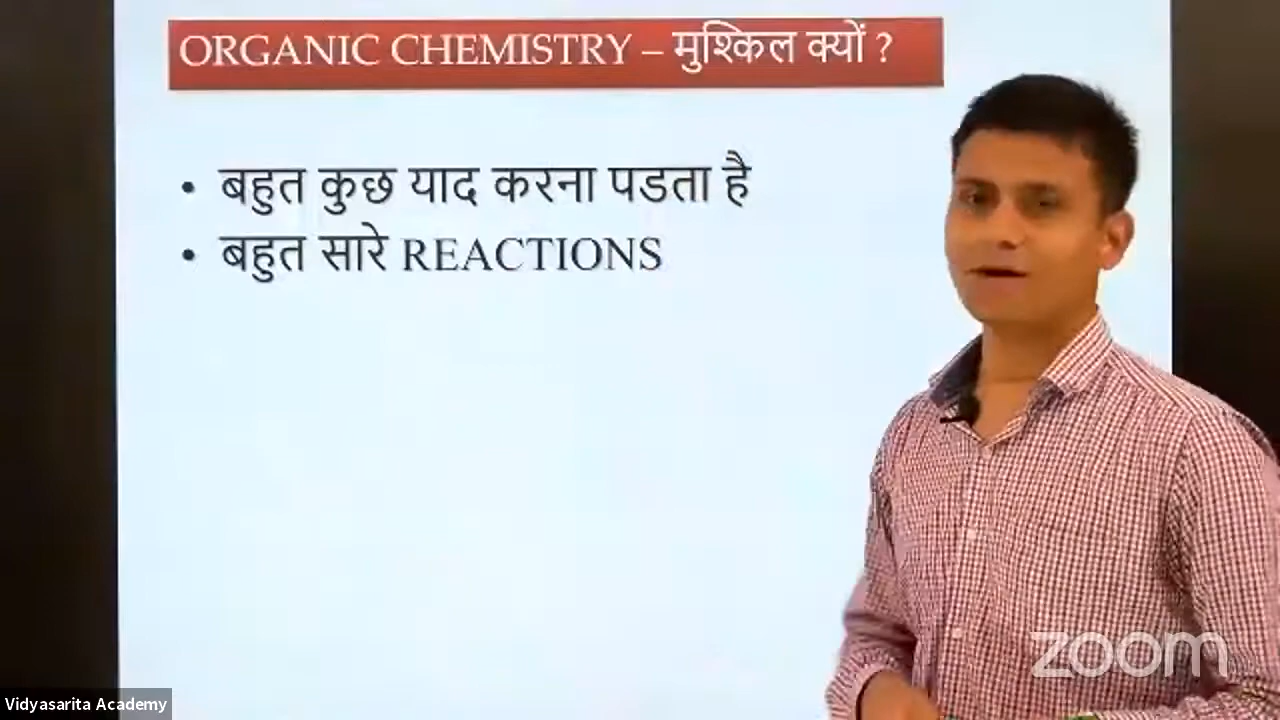 ORGANIC CHEMISTRY – मुश्किल क्यों ?
• बहुत कुछ याद करना पडता है
• बहुत सारे REACTIONS
zoom
Vidyasarita Academy